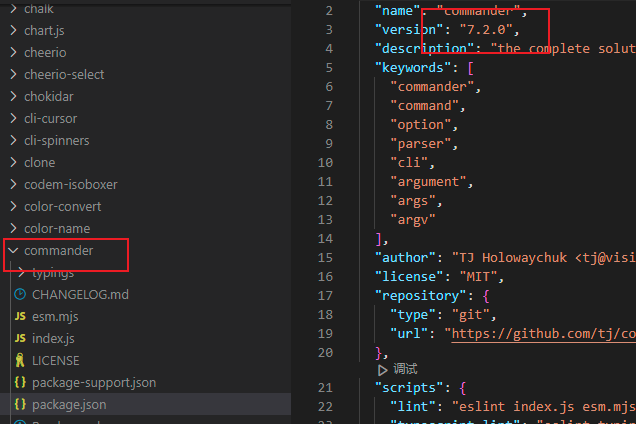 chalk
chart.js
cheerio
cheerio-select
chokidar
cli-cursor
cli-spinners
clone
codem-isoboxer
color-convert
color-name
commander
typings
CHANGELOG.md
JS esm.mjs
JS index.js
LICENSE
{} package-support.json
{} package.json
2 "name": "commander",
3 "version": "7.2.0",
4 "description": "the complete solut
5 "keywords": [
6 "commander",
7 "command",
8 "option",
9 "parser",
10 "cli",
11 "argument",
12 "args",
13 "argv"
14 ],
15 "author": "TJ Holowaychuk <tj@visi
16 "license": "MIT",
17 "repository": {
18 "type": "git",
19 "url": "https://github.com/tj/co
20 },
调试
21 "scripts": {
22 "lint": "eslint index.js esm.mjs